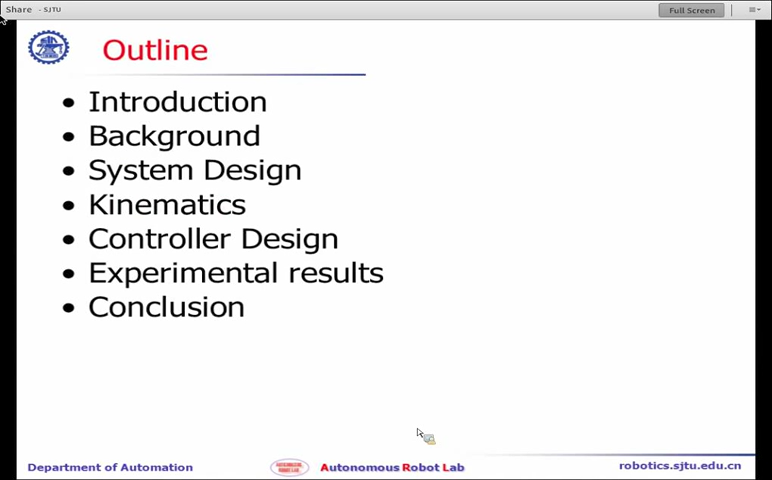 Share - SJTU
Full Screen
Outline
• Introduction
• Background
• System Design
• Kinematics
• Controller Design
• Experimental results
• Conclusion
Department of Automation
Autonomous Robot Lab
robotics.sjtu.edu.cn